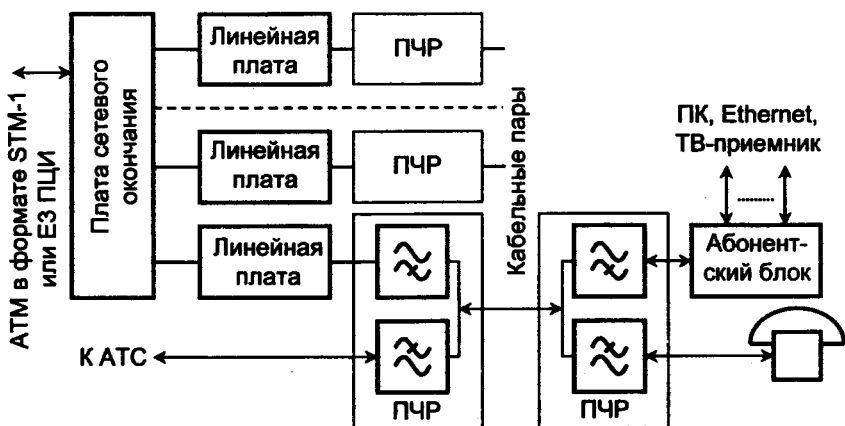 АТМ в формате STM-1
или Е3 ПЦИ
Плата сетевого
окончания
Линейная
плата
ПЧР
Линейная
плата
ПЧР
Линейная
плата
К АТС
ПЧР
Кабельные пары
ПЧР
ПК, Ethernet,
ТВ-приемник
Абонент-
ский блок